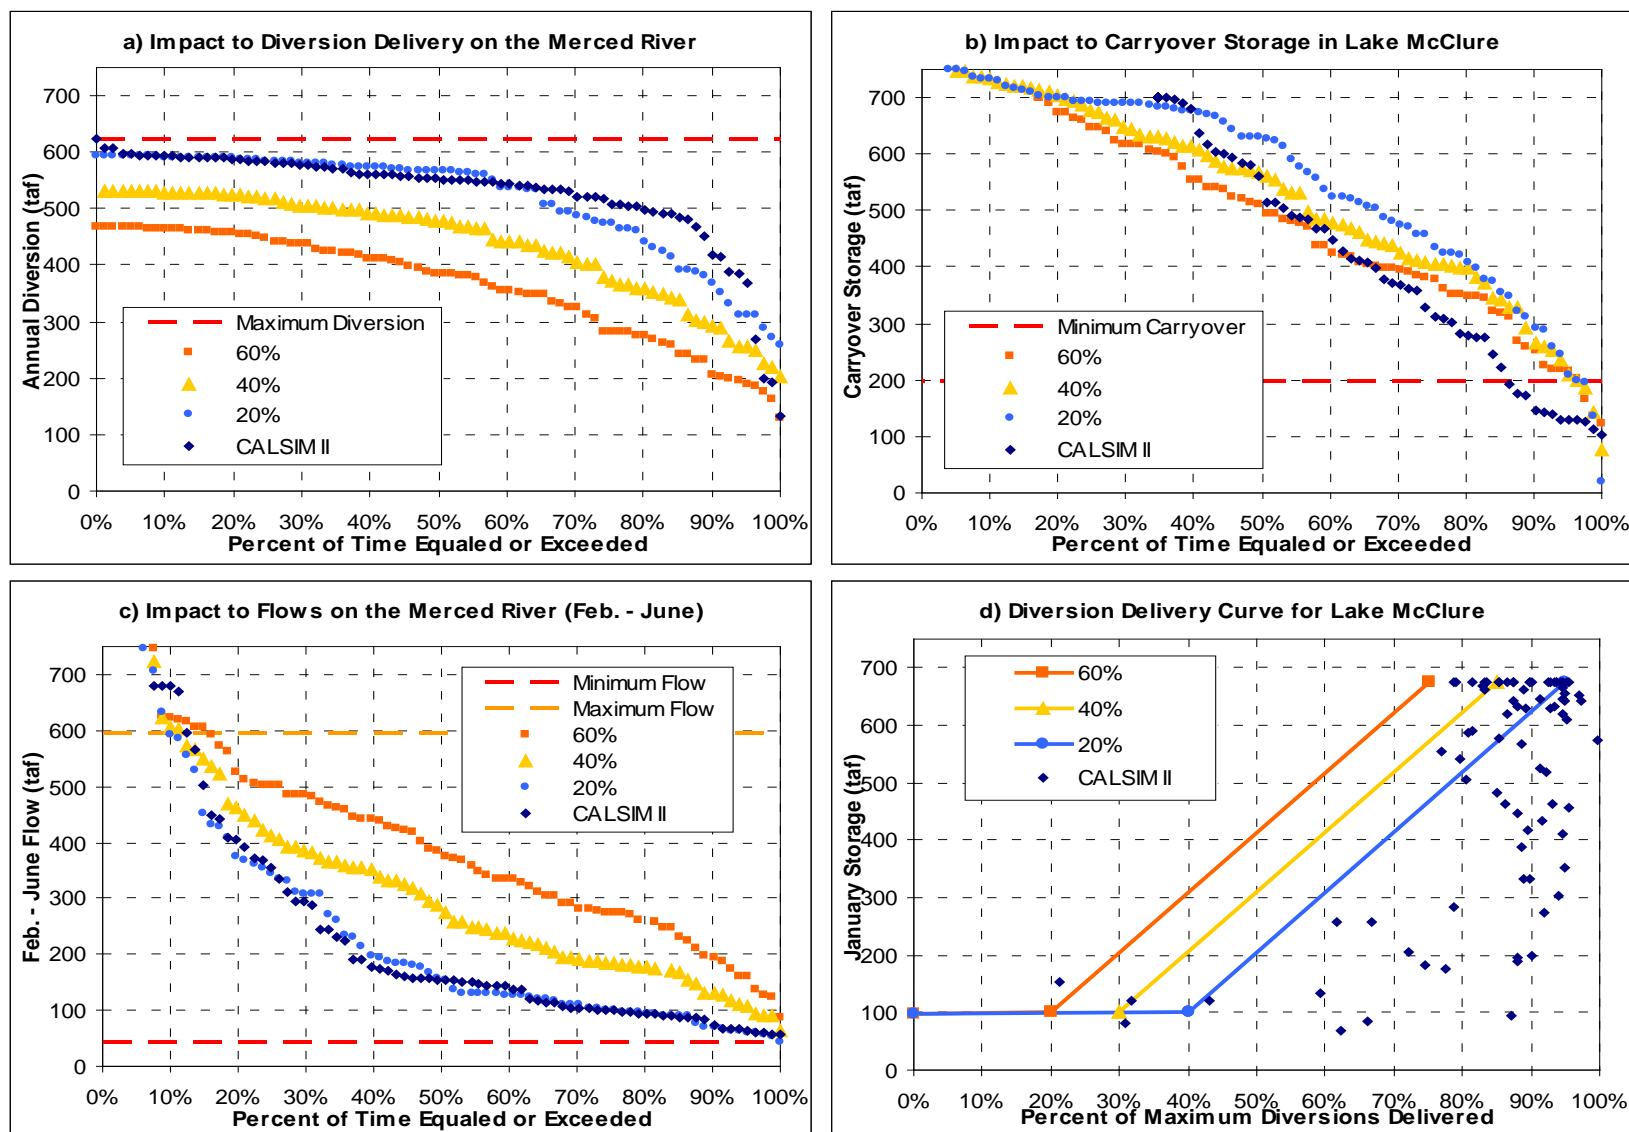 a) Impact to Diversion Delivery on the Merced River
Annual Diversion (taf)
700
600
500
400
300
200
100
0
Maximum Diversion
60%
40%
20%
CALSIM II
0% 10% 20% 30% 40% 50% 60% 70% 80% 90% 100%
Percent of Time Equaled or Exceeded
b) Impact to Carryover Storage in Lake McClure
Carryover Storage (taf)
700
600
500
400
300
200
100
0
Minimum Carryover
60%
40%
20%
CALSIM II
0% 10% 20% 30% 40% 50% 60% 70% 80% 90% 100%
Percent of Time Equaled or Exceeded
c) Impact to Flows on the Merced River (Feb. - June)
Feb. - June Flow (taf)
700
600
500
400
300
200
100
0
Minimum Flow
Maximum Flow
60%
40%
20%
CALSIM II
0% 10% 20% 30% 40% 50% 60% 70% 80% 90% 100%
Percent of Time Equaled or Exceeded
d) Diversion Delivery Curve for Lake McClure
January Storage (taf)
700
600
500
400
300
200
100
0
60%
40%
20%
CALSIM II
0% 10% 20% 30% 40% 50% 60% 70% 80% 90% 100%
Percent of Maximum Diversions Delivered